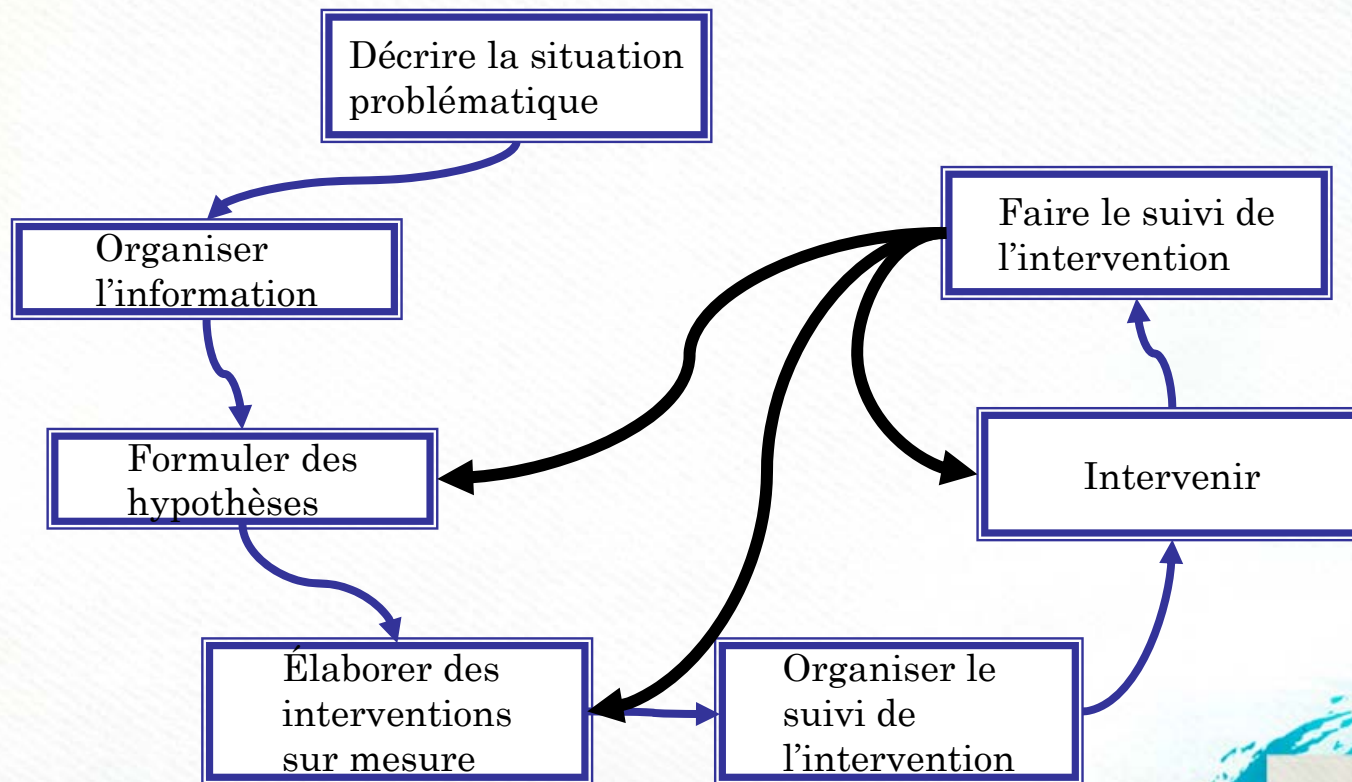 Décrire la situation
problématique
Organiser
l'information
Formuler des
hypothèses
Élaborer des
interventions
sur mesure
Organiser le
suivi de
l'intervention
Intervenir
Faire le suivi de
l'intervention